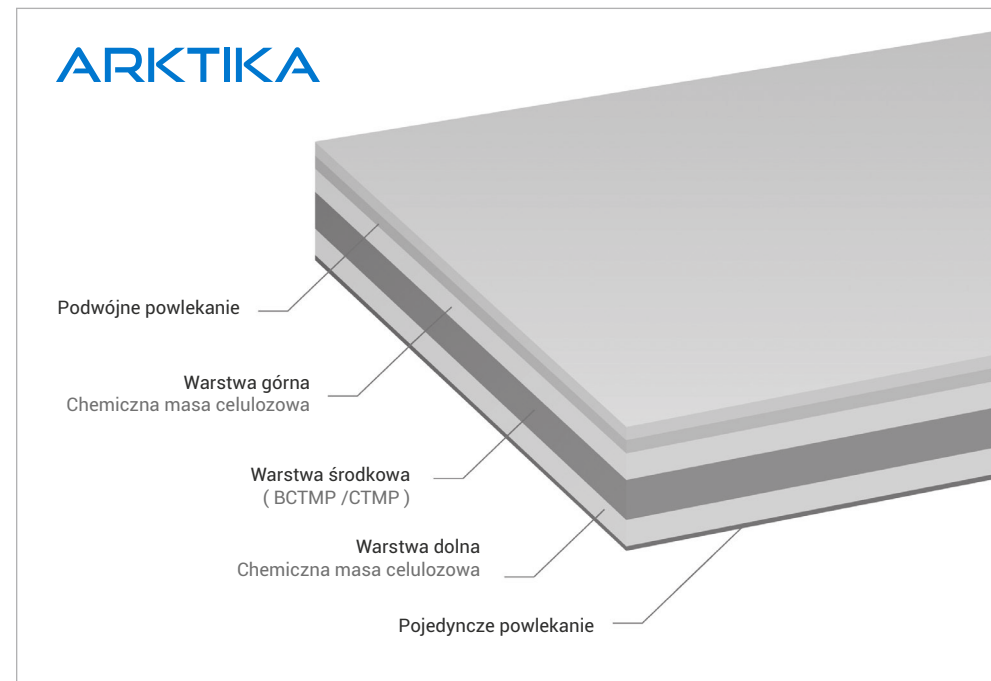 ARKTIKA
Podwójne powlekanie
Warstwa górna
Chemiczna masa celulozowa
Warstwa środkowa
( BCTMP /CTMP )
Warstwa dolna
Chemiczna masa celulozowa
Pojedyncze powlekanie